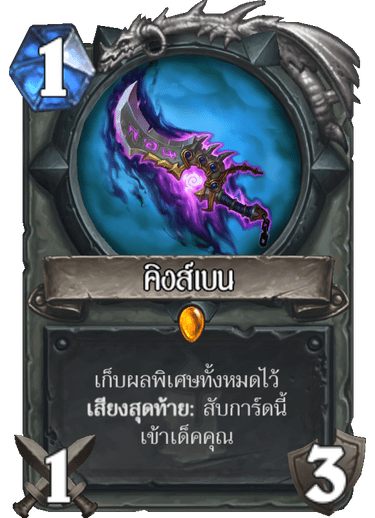 1
คิงส์เบน
เก็บผลพิเศษทั้งหมดไว้
เสียงสุดท้าย: สับการ์ดนี้
เข้าเด็คคุณ
1
3